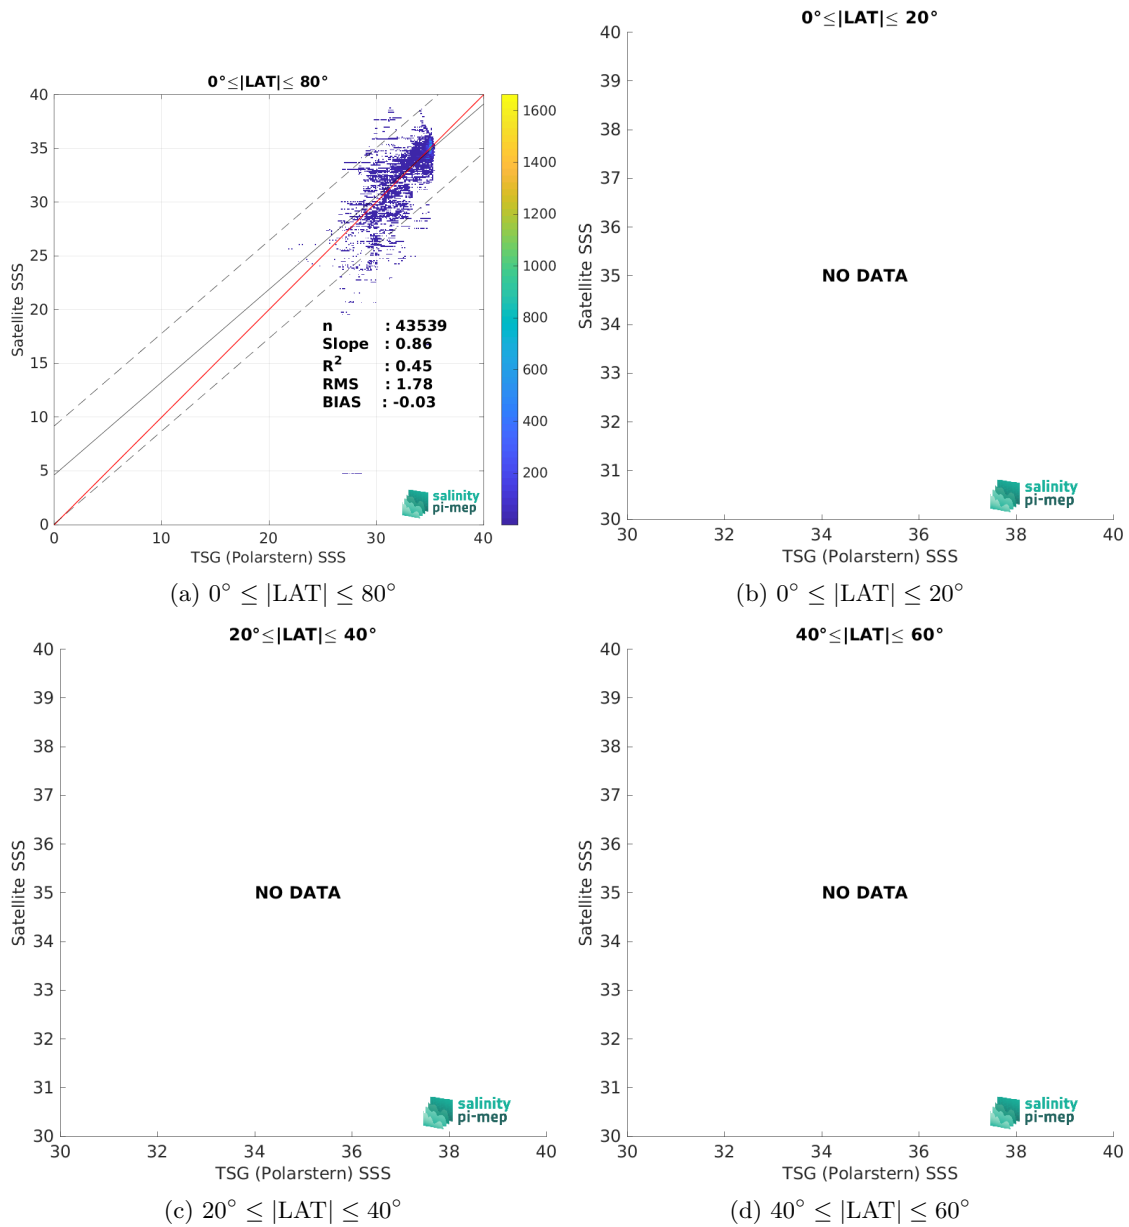 0°≤|LAT|≤ 80°
Satellite SSS
40
35
30
25
20
15
10
5
0
0
10
20
30
40
TSG (Polarstern) SSS
n : 43539
Slope : 0.86
R² : 0.45
RMS : 1.78
BIAS : -0.03
salinity
pi-mep
1600
1400
1200
1000
800
600
400
200
(a) 0° ≤ |LAT| ≤ 80°
0°≤|LAT|≤ 20°
Satellite SSS
40
39
38
37
36
35
34
33
32
31
30
NO DATA
salinity
pi-mep
30
32
34
36
38
40
TSG (Polarstern) SSS
(b) 0° ≤ |LAT| ≤ 20°
20°≤|LAT|≤ 40°
Satellite SSS
40
39
38
37
36
35
34
33
32
31
30
NO DATA
salinity
pi-mep
30
32
34
36
38
40
TSG (Polarstern) SSS
(c) 20° ≤ |LAT| ≤ 40°
40°≤|LAT|≤ 60°
Satellite SSS
40
39
38
37
36
35
34
33
32
31
30
NO DATA
salinity
pi-mep
30
32
34
36
38
40
TSG (Polarstern) SSS
(d) 40° ≤ |LAT| ≤ 60°